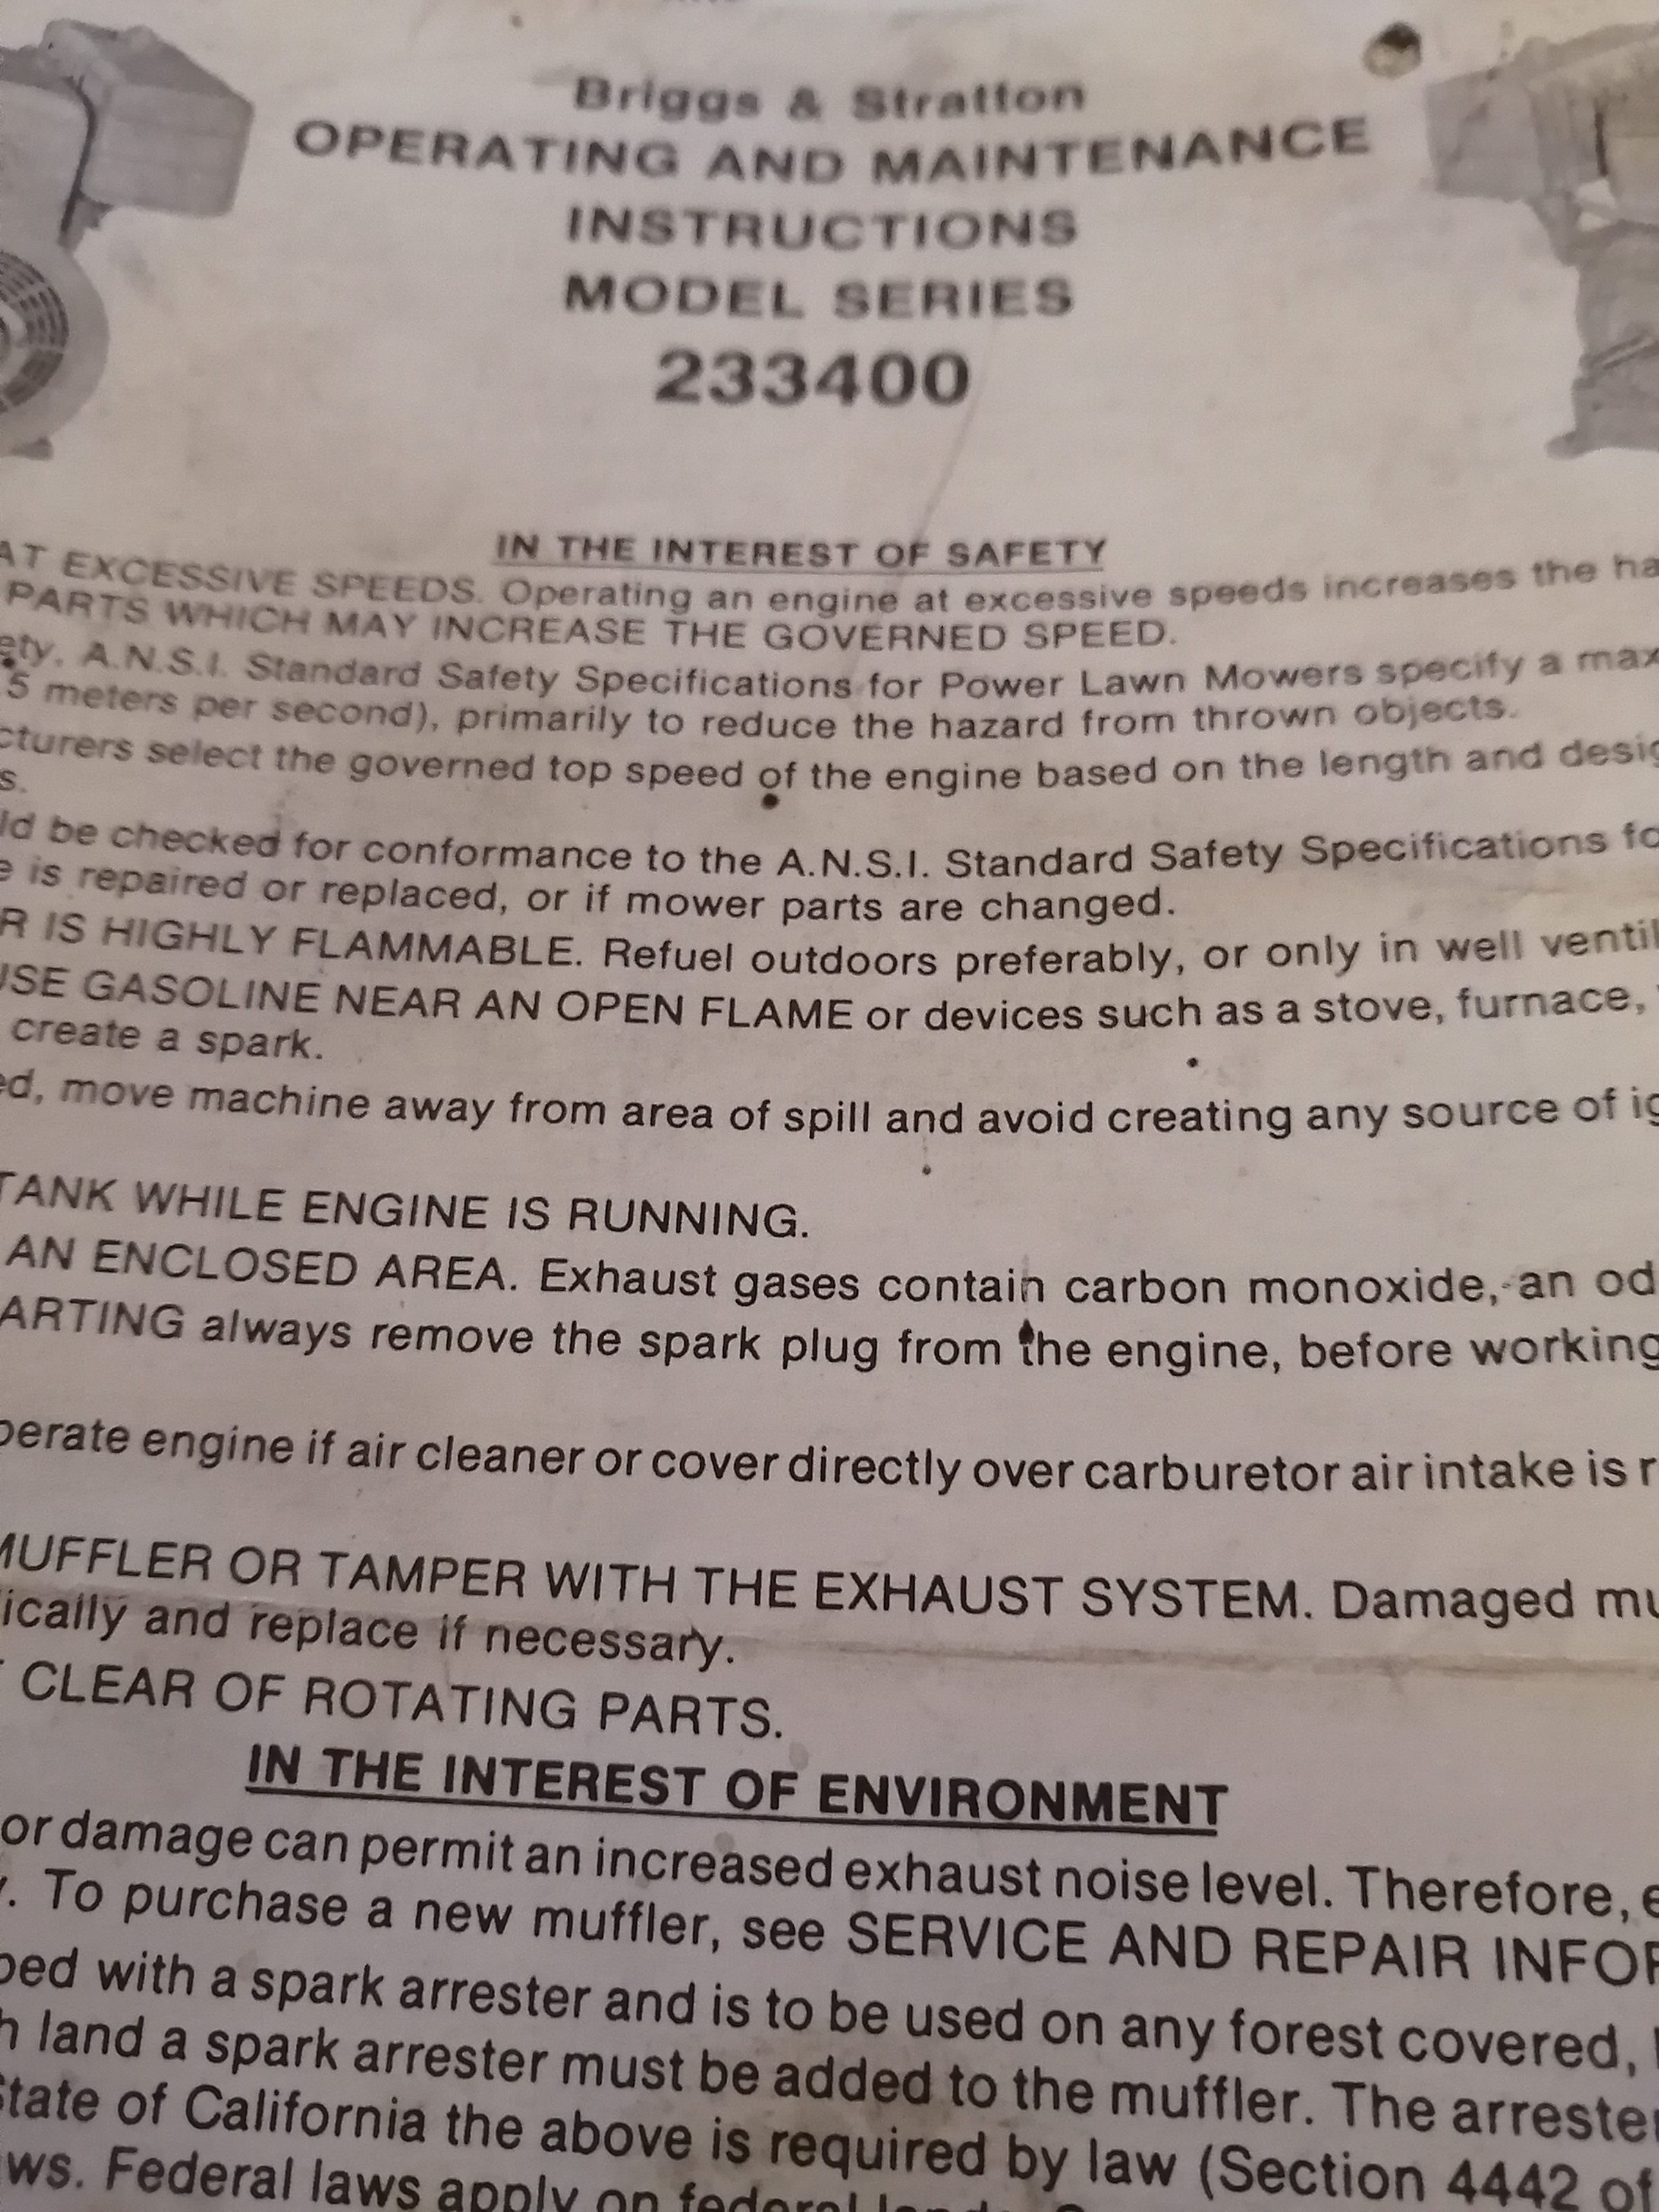 Briggs & Stratton
OPERATING AND MAINTENANCE
INSTRUCTIONS
MODEL SERIES
233400
IN THE INTEREST OF SAFETY
AT EXCESSIVE SPEEDS. Operating an engine at excessive speeds increases the ha
PARTS WHICH MAY INCREASE THE GOVERNED SPEED.
ety. A.N.S.I. Standard Safety Specifications for Power Lawn Mowers specify a max
.5 meters per second), primarily to reduce the hazard from thrown objects.
cturers select the governed top speed of the engine based on the length and desig
s.
ld be checked for conformance to the A.N.S.I. Standard Safety Specifications fo
e is repaired or replaced, or if mower parts are changed.
R IS HIGHLY FLAMMABLE. Refuel outdoors preferably, or only in well ventil
USE GASOLINE NEAR AN OPEN FLAME or devices such as a stove, furnace,
create a spark.
ed, move machine away from area of spill and avoid creating any source of ig
TANK WHILE ENGINE IS RUNNING.
AN ENCLOSED AREA. Exhaust gases contain carbon monoxide, an od
ARTING always remove the spark plug from the engine, before working
perate engine if air cleaner or cover directly over carburetor air intake is r
MUFFLER OR TAMPER WITH THE EXHAUST SYSTEM. Damaged mu
ically and replace if necessary.
CLEAR OF ROTATING PARTS.
IN THE INTEREST OF ENVIRONMENT
or damage can permit an increased exhaust noise level. Therefore, e
. To purchase a new muffler, see SERVICE AND REPAIR INFOR
ped with a spark arrester and is to be used on any forest covered,
h land a spark arrester must be added to the muffler. The arreste
State of California the above is required by law (Section 4442 of
ws. Federal laws apply on federal